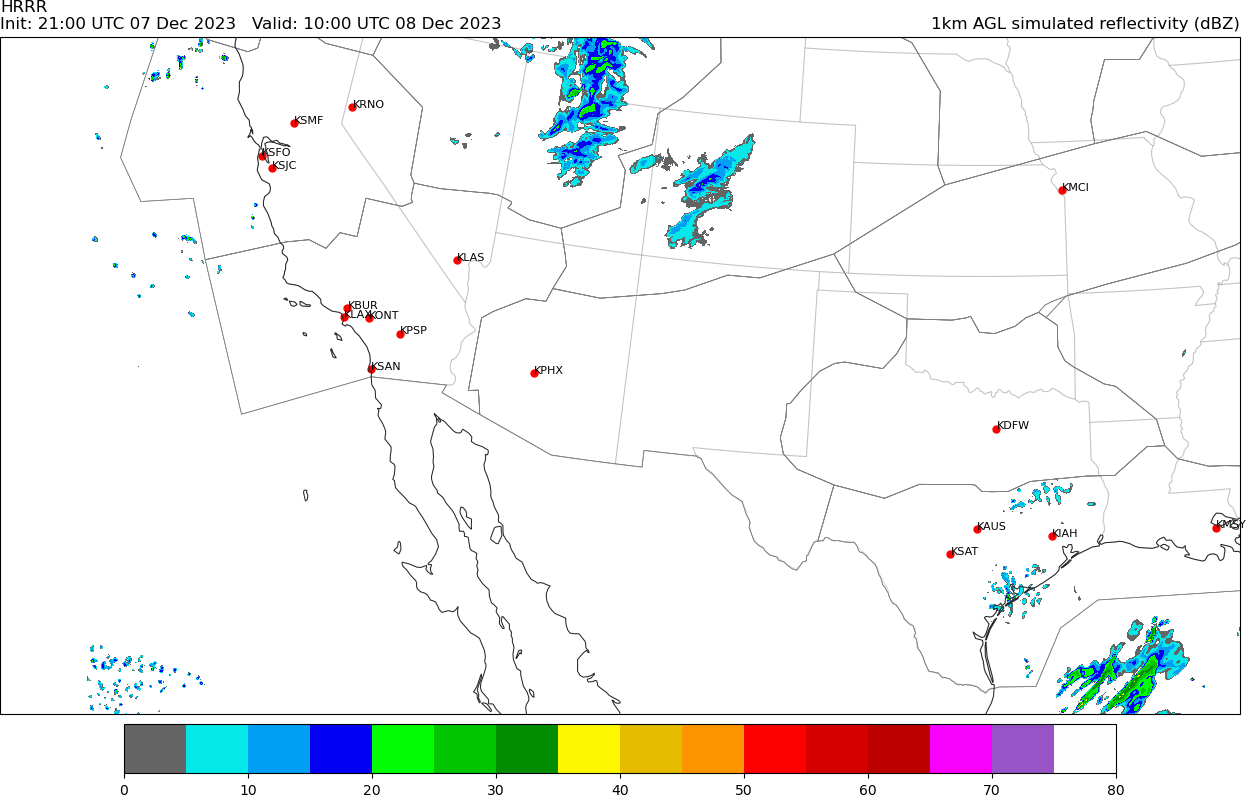 HRRR
Init: 21:00 UTC 07 Dec 2023   Valid: 10:00 UTC 08 Dec 2023   1km AGL simulated reflectivity (dBZ)
KRNO
KSMF
KSFO
KSJC
KMCI
KLAS
KBUR
KLAX
KONT
KPSP
KSAN
KPHX
KDFW
KAUS
KMSY
KIAH
KSAT
0 10 20 30 40 50 60 70 80